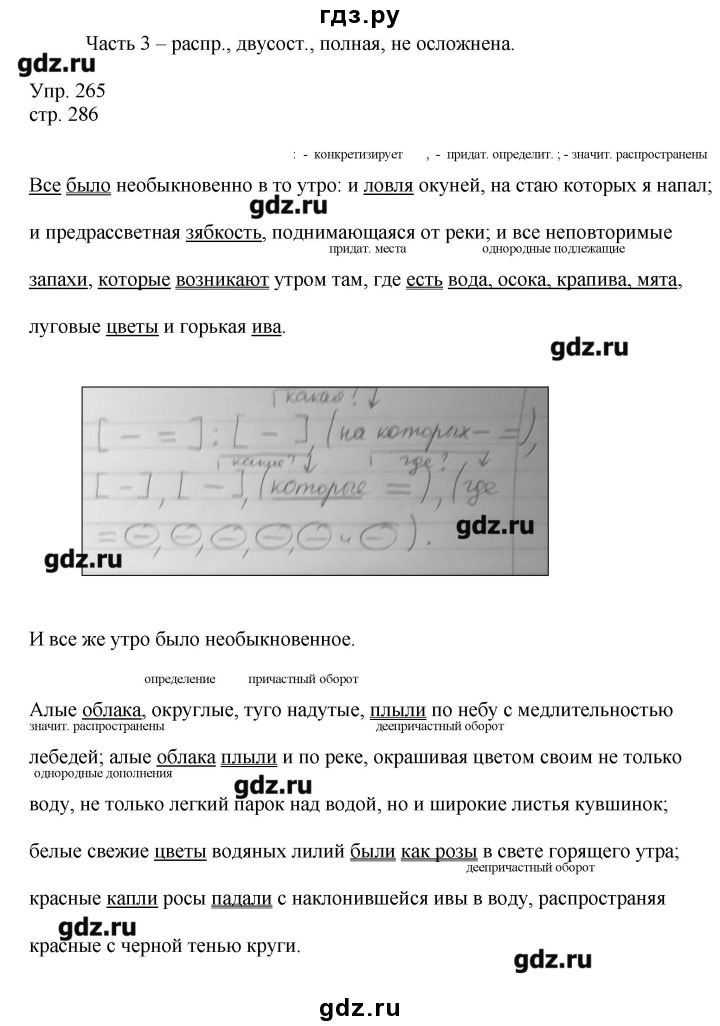 гдз.ру
Часть 3 – распр., двусост., полная, не осложнена.
gdz.ru
Упр. 265
стр. 286
: - конкретизирует , - придат. определит. ; - значит. распространены
Все было необыкновенно в то утро: и ловля окуней, на стаю которых я напал;
gdz.ru
и предрассветная зябкость, поднимающаяся от реки; и все неповторимые
придат. места однородные подлежащие
запахи, которые возникают утром там, где есть вода, осока, крапива, мята,
луговые цветы и горькая ива.
gdz.ru
какая?
[ − = ] : [ − ], (на которых − =),
какие? где?
[ − ], [ − ], (которые = ), (где
gdz.ru
= −, −, −, −, − и − ).
gdz.ru
И все же утро было необыкновенное.
определение причастный оборот
Алые облака, округлые, туго надутые, плыли по небу с медлительностью
значит. распространены деепричастный оборот
лебедей; алые облака плыли и по реке, окрашивая цветом своим не только
однородные дополнения
gdz.ru
воду, не только легкий парок над водой, но и широкие листья кувшинок;
белые свежие цветы водяных лилий были как розы в свете горящего утра;
деепричастный оборот
красные капли росы падали с наклонившейся ивы в воду, распространяя
gdz.ru
красные с черной тенью круги.
gdz.ru
gdz.ru